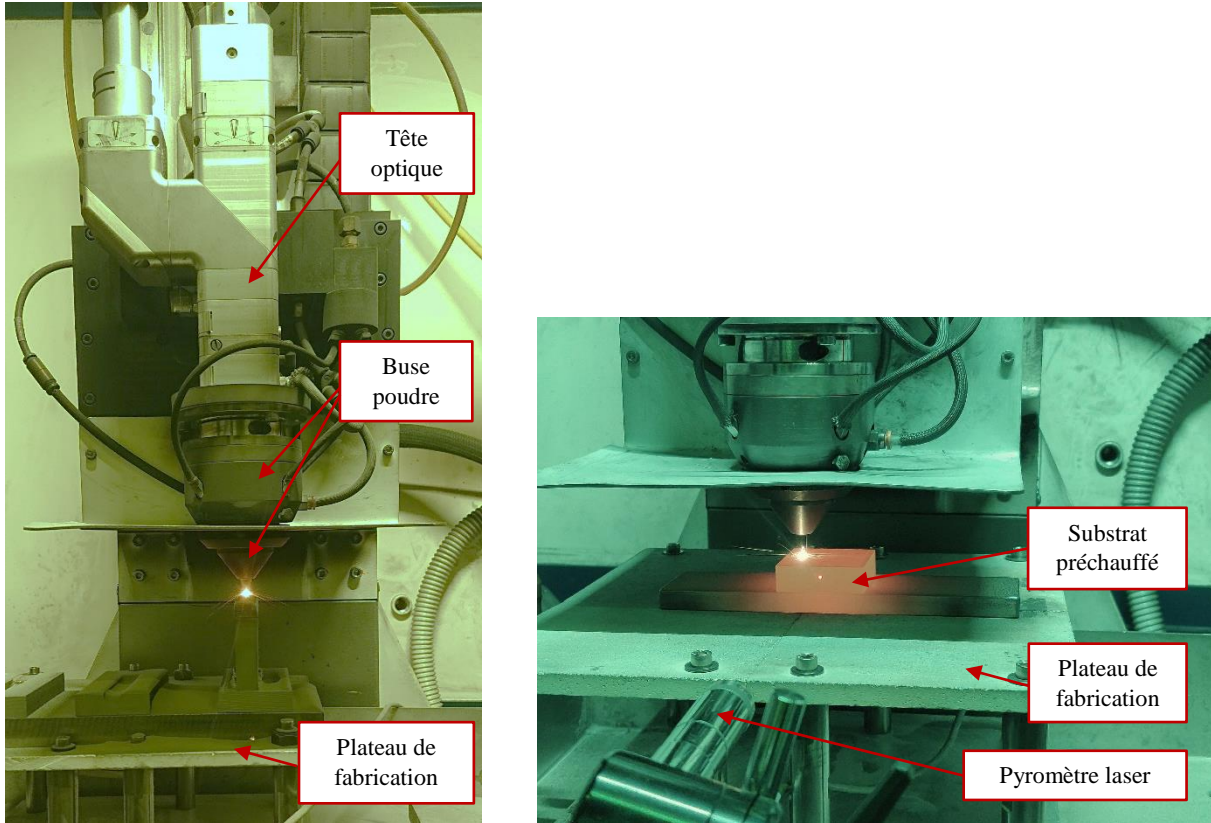 Tête
optique
Buse
poudre
Plateau de
fabrication
Substrat
préchauffé
Plateau de
fabrication
Pyromètre laser